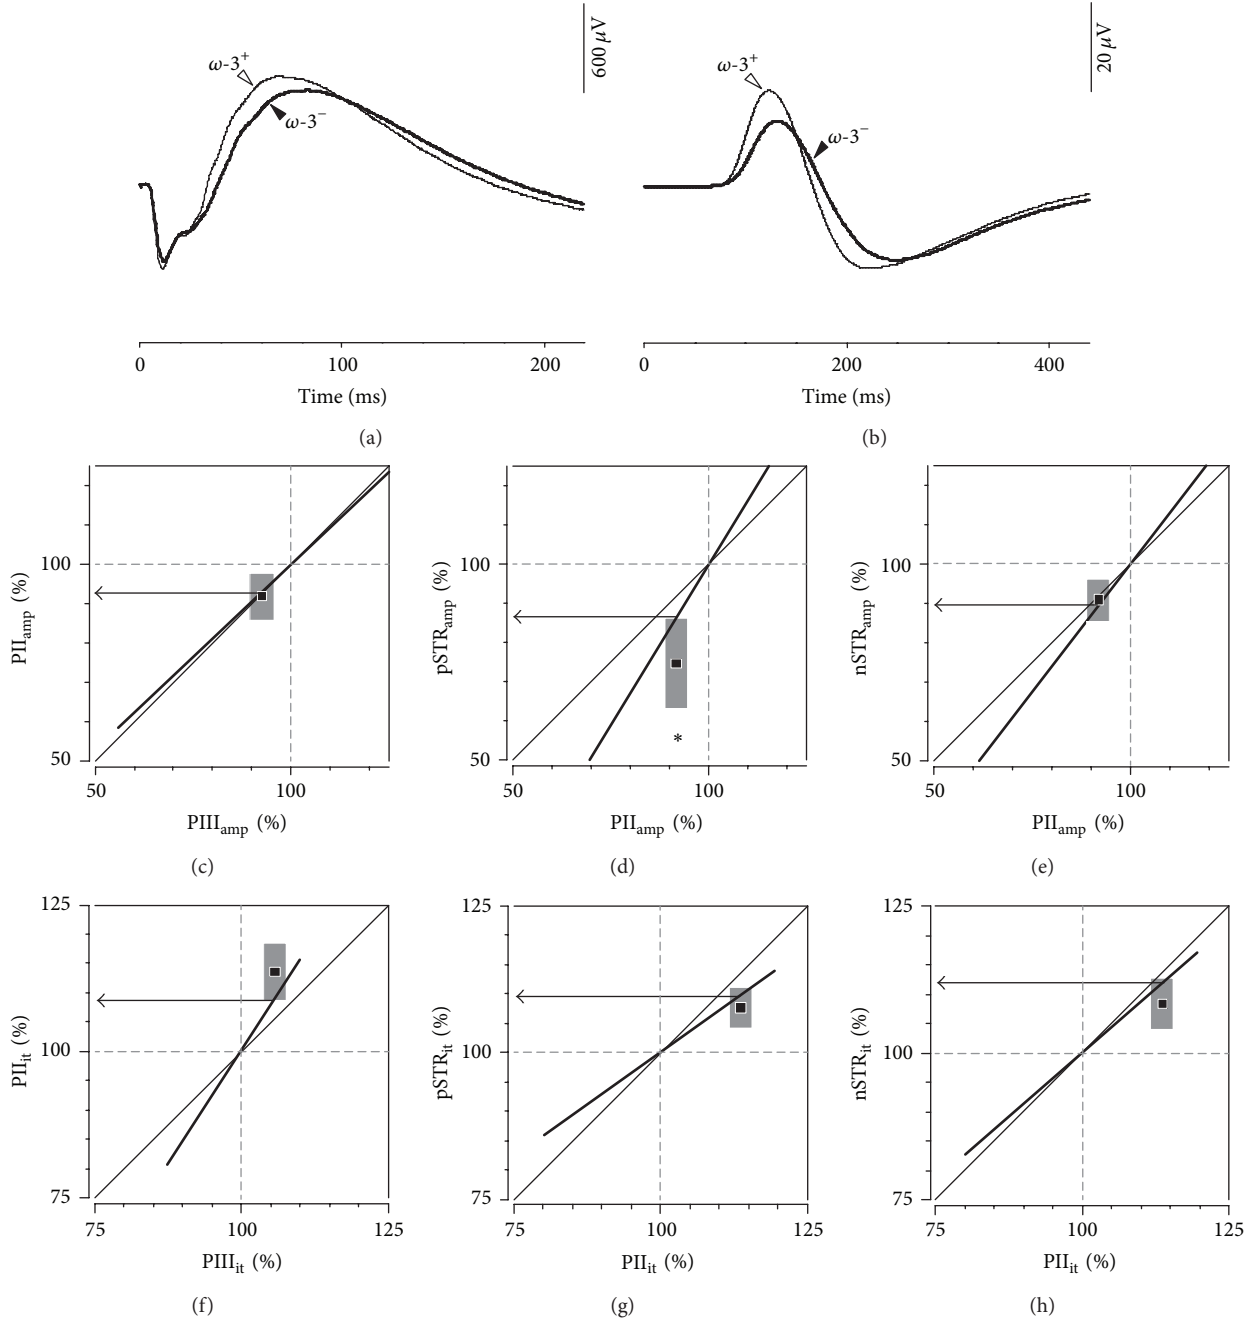 600 μV
20 μV
ω-3+
ω-3−
ω-3+
ω-3−
0
100
200
0
200
400
Time (ms)
Time (ms)
(a)
(b)
PIIamp (%)
100
50
50
100
PIIIamp (%)
(c)
pSTRamp (%)
100
50
*
50
100
PIIamp (%)
(d)
nSTRamp (%)
100
50
50
100
PIIamp (%)
(e)
PIIit (%)
125
100
75
75
100
125
PIIIit (%)
(f)
pSTRit (%)
125
100
75
75
100
125
PIIit (%)
(g)
nSTRit (%)
125
100
75
75
100
125
PIIit (%)
(h)